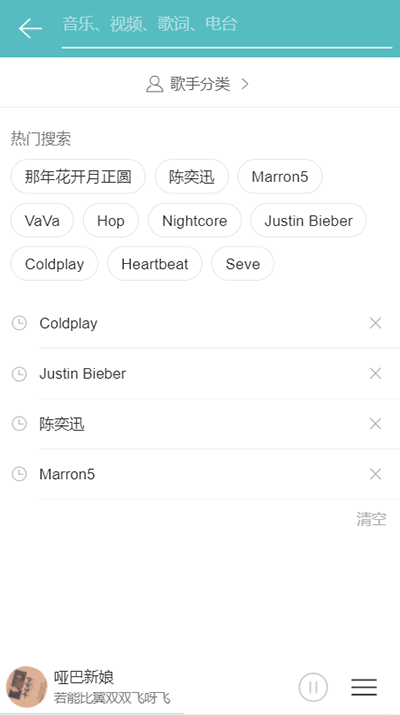 音乐、视频、歌词、电台
歌手分类
热门搜索
那年花开月正圆 陈奕迅 Marron5
VaVa Hop Nightcore Justin Bieber
Coldplay Heartbeat Seve
Coldplay
Justin Bieber
陈奕迅
Marron5
清空
哑巴新娘
若能比翼双双飞呀飞